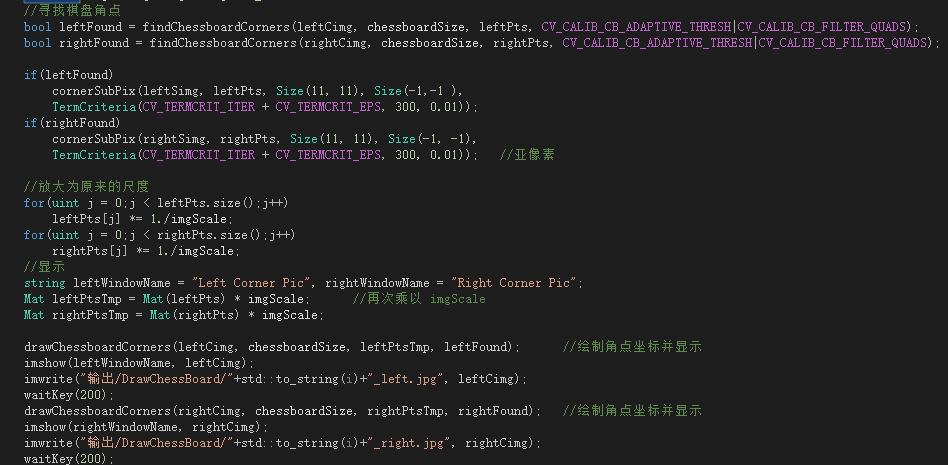 //寻找棋盘角点
bool leftFound = findChessboardCorners(leftCimg, chessboardSize, leftPts, CV_CALIB_CB_ADAPTIVE_THRESH|CV_CALIB_CB_FILTER_QUADS);
bool rightFound = findChessboardCorners(rightCimg, chessboardSize, rightPts, CV_CALIB_CB_ADAPTIVE_THRESH|CV_CALIB_CB_FILTER_QUADS);
if(leftFound)
cornerSubPix(leftSimg, leftPts, Size(11, 11), Size(-1,-1 ),
TermCriteria(CV_TERMCRIT_ITER + CV_TERMCRIT_EPS, 300, 0.01));
if(rightFound)
cornerSubPix(rightSimg, rightPts, Size(11, 11), Size(-1, -1),
TermCriteria(CV_TERMCRIT_ITER + CV_TERMCRIT_EPS, 300, 0.01));   //亚像素
//放大为原来的尺度
for(uint j = 0;j < leftPts.size();j++)
leftPts[j] *= 1./imgScale;
for(uint j = 0;j < rightPts.size();j++)
rightPts[j] *= 1./imgScale;
//显示
string leftWindowName = "Left Corner Pic", rightWindowName = "Right Corner Pic";
Mat leftPtsTmp = Mat(leftPts) * imgScale;      //再次乘以 imgScale
Mat rightPtsTmp = Mat(rightPts) * imgScale;
drawChessboardCorners(leftCimg, chessboardSize, leftPtsTmp, leftFound);      //绘制角点坐标并显示
imshow(leftWindowName, leftCimg);
imwrite("输出/DrawChessBoard/"+std::to_string(i)+"_left.jpg", leftCimg);
waitKey(200);
drawChessboardCorners(rightCimg, chessboardSize, rightPtsTmp, rightFound);   //绘制角点坐标并显示
imshow(rightWindowName, rightCimg);
imwrite("输出/DrawChessBoard/"+std::to_string(i)+"_right.jpg", rightCimg);
waitKey(200);